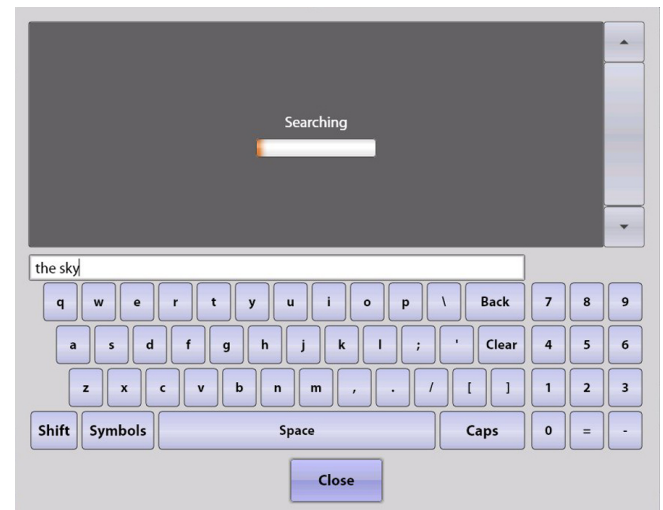 Searching
the sky
q w e r t y u i o p \ Back 7 8 9
a s d f g h j k l ; ' Clear 4 5 6
z x c v b n m , . / [ ] 1 2 3
Shift Symbols Space Caps 0 = -
Close